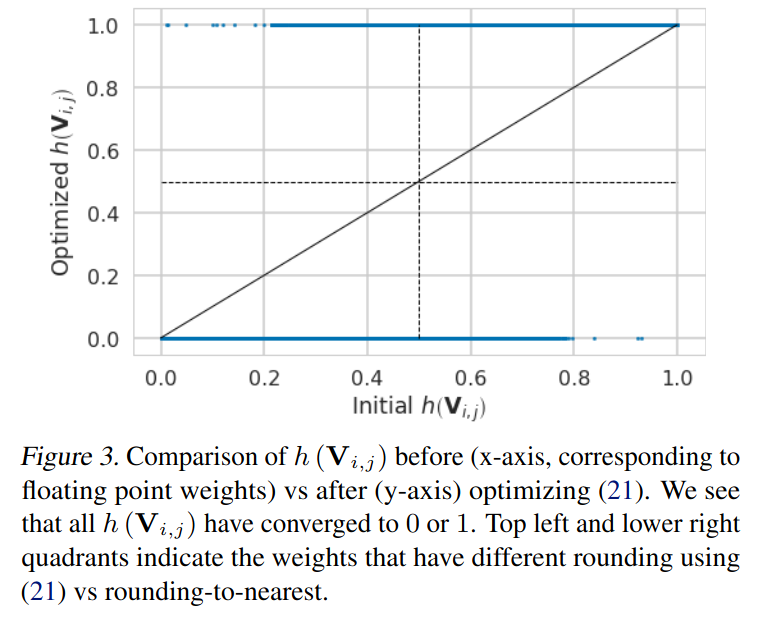 1.0
0.8
0.6
0.4
0.2
0.0
Optimized h(V_{i,j})
0.0 0.2 0.4 0.6 0.8 1.0
Initial h(V_{i,j})
Figure 3. Comparison of h (V_{i,j}) before (x-axis, corresponding to
floating point weights) vs after (y-axis) optimizing (21). We see
that all h (V_{i,j}) have converged to 0 or 1. Top left and lower right
quadrants indicate the weights that have different rounding using
(21) vs rounding-to-nearest.